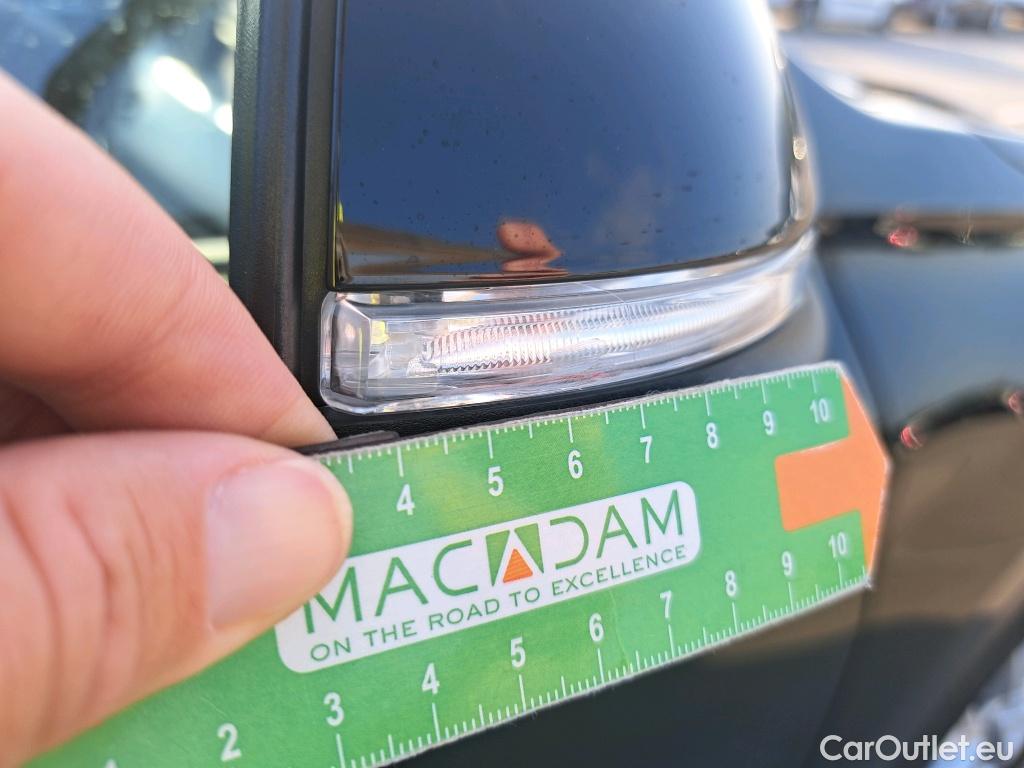 4 5 6 7 8 9 10
MACADAM
ON THE ROAD TO EXCELLENCE
2 3 4 5 6 7 8 9 10
CarOutlet.eu